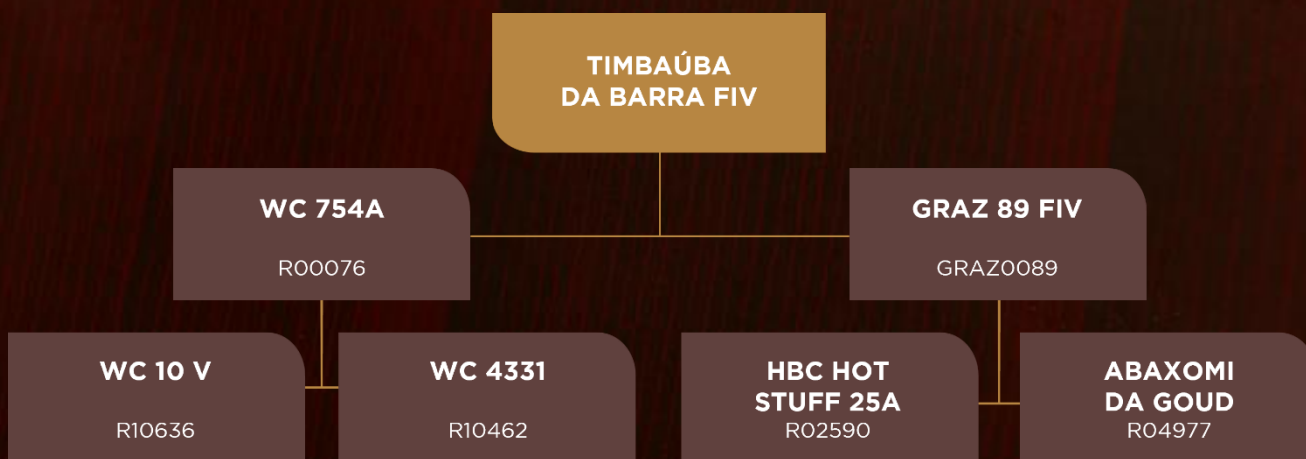 TIMBAÚBA
DA BARRA FIV
WC 754A
R00076
GRAZ 89 FIV
GRAZ0089
WC 10 V
R10636
WC 4331
R10462
HBC HOT
STUFF 25A
R02590
ABAXOMI
DA GOUD
R04977